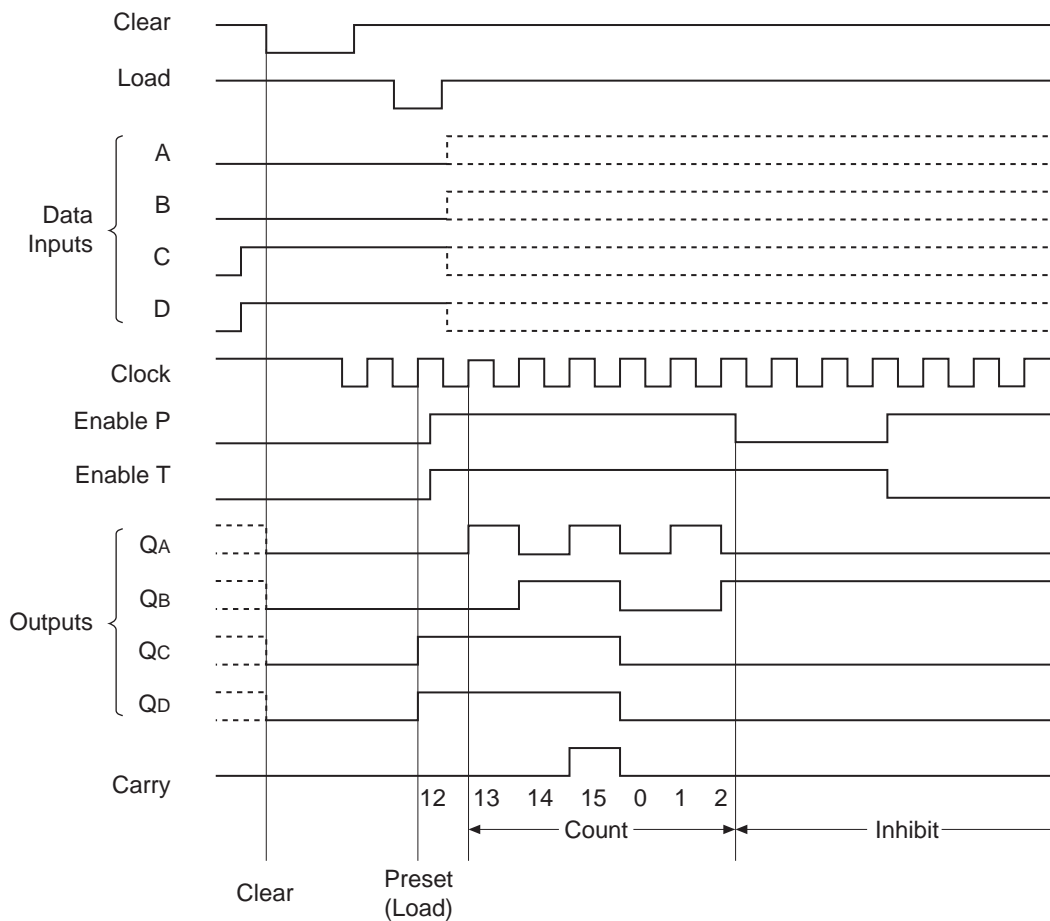 Clear
Load
A
B
Data
Inputs
C
D
Clock
Enable P
Enable T
QA
QB
Outputs
QC
QD
Carry
12 13 14 15 0 1 2
Count Inhibit
Clear
Preset
(Load)